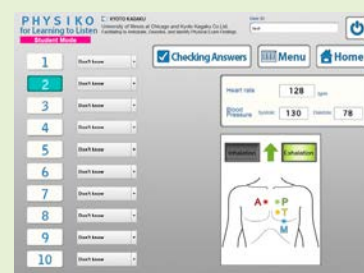 PHYSIKO
KYOTO KAGAKU
for Learning to Listen
University of Illinois at Chicago and Kyoto Kagaku Co. Ltd.
Student Mode
Checking Answers
Menu
Home
1 Don't know
2 Don't know
3 Don't know
4 Don't know
5 Don't know
6 Don't know
7 Don't know
8 Don't know
9 Don't know
10 Don't know
Heart rate 128
Blood
Pressure 130 78
Inhalation
Exhalation
A P
T
M